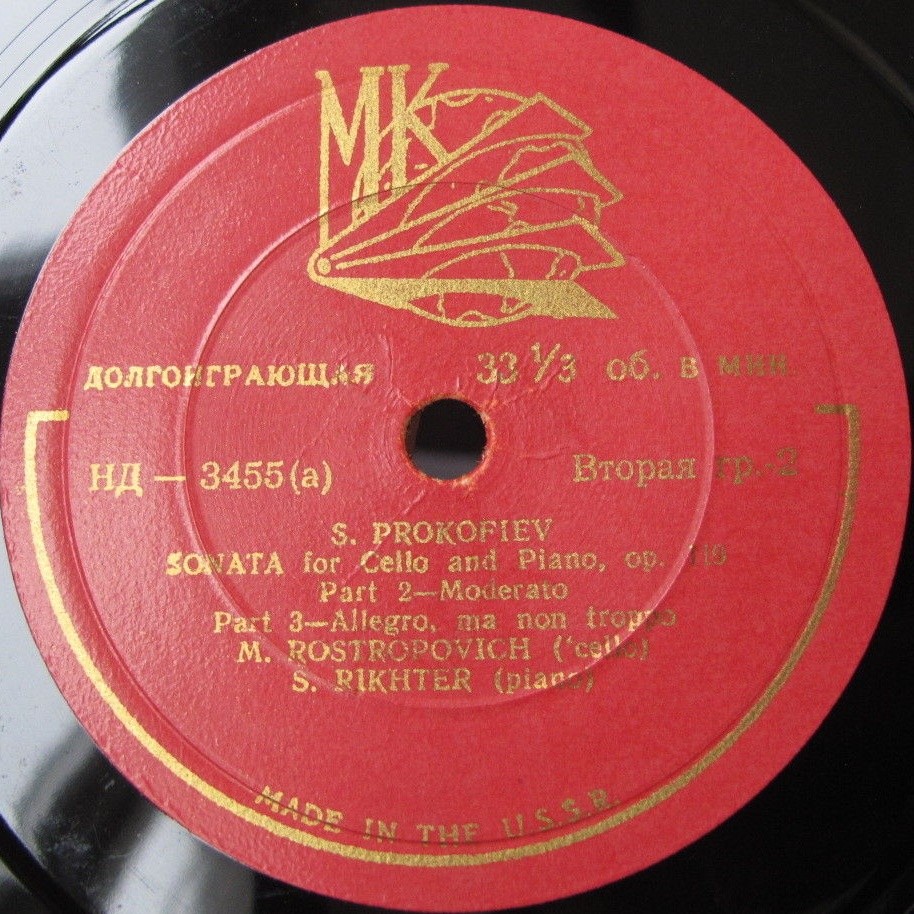 МК
ДОЛГОИГРАЮЩАЯ 33 1/3 об. в мин
НД — 3455(а) Вторая гр.-2
S. PROKOFIEV
SONATA for Cello and Piano, op. 119
Part 2—Moderato
Part 3—Allegro, ma non troppo
M. ROSTROPOVICH ('cello)
S. RIKHTER (piano)
MADE IN THE U.S.S.R.